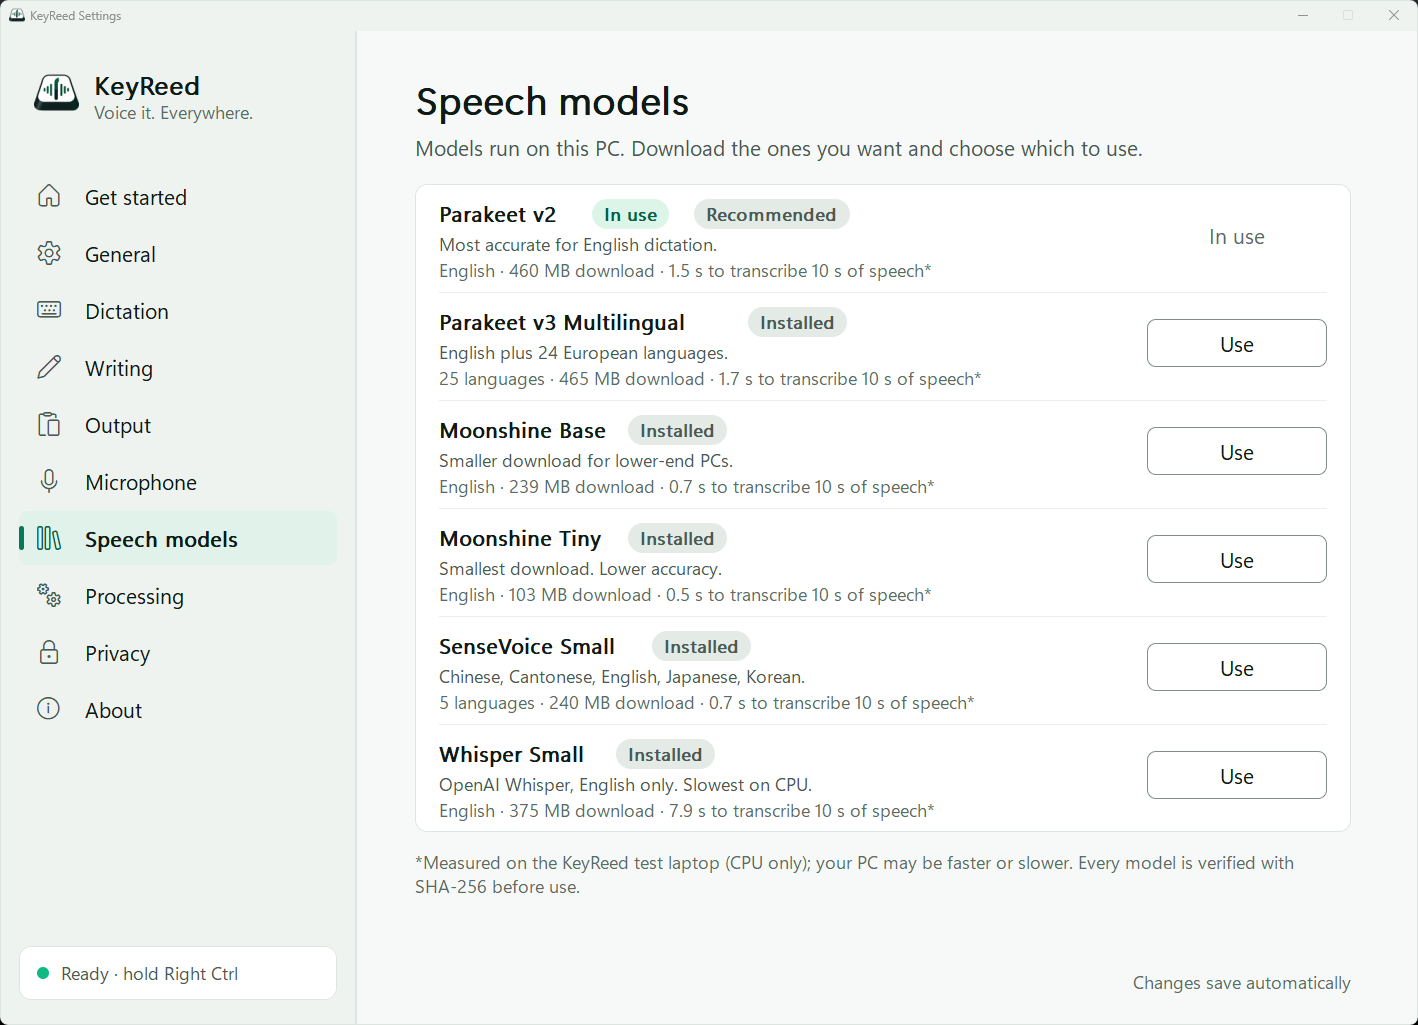 KeyReed Settings
KeyReed
Voice it. Everywhere.
Get started
General
Dictation
Writing
Output
Microphone
Speech models
Processing
Privacy
About
Ready · hold Right Ctrl
Speech models
Models run on this PC. Download the ones you want and choose which to use.
Parakeet v2 In use Recommended
Most accurate for English dictation.
English · 460 MB download · 1.5 s to transcribe 10 s of speech*
In use
Parakeet v3 Multilingual Installed
English plus 24 European languages.
25 languages · 465 MB download · 1.7 s to transcribe 10 s of speech*
Use
Moonshine Base Installed
Smaller download for lower-end PCs.
English · 239 MB download · 0.7 s to transcribe 10 s of speech*
Use
Moonshine Tiny Installed
Smallest download. Lower accuracy.
English · 103 MB download · 0.5 s to transcribe 10 s of speech*
Use
SenseVoice Small Installed
Chinese, Cantonese, English, Japanese, Korean.
5 languages · 240 MB download · 0.7 s to transcribe 10 s of speech*
Use
Whisper Small Installed
OpenAI Whisper, English only. Slowest on CPU.
English · 375 MB download · 7.9 s to transcribe 10 s of speech*
Use
*Measured on the KeyReed test laptop (CPU only); your PC may be faster or slower. Every model is verified with
SHA-256 before use.
Changes save automatically